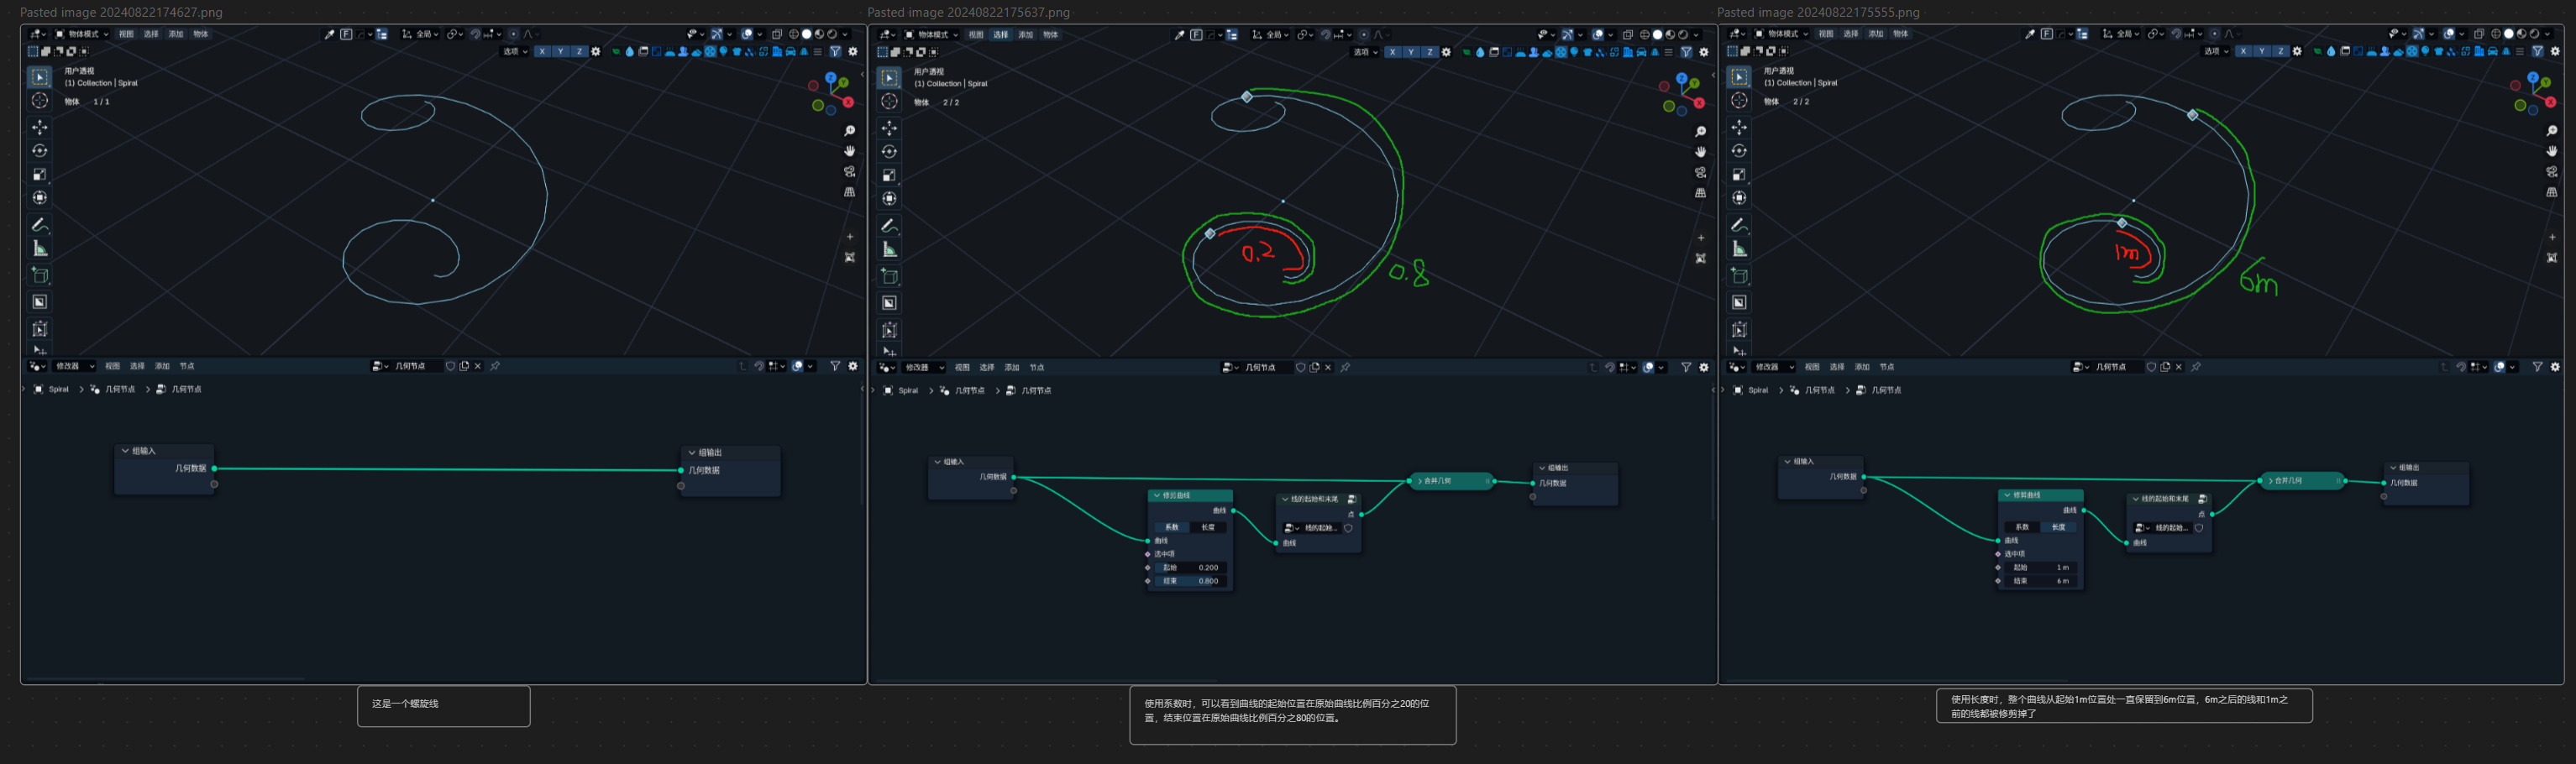 Pasted image 20240822174627.png
Pasted image 20240822175637.png
Pasted image 20240822175555.png
物体模式 视图 选择 添加 物体
全局
选项 X Y Z
用户透视
(1) Collection | Spiral
物体 1 / 1
Z
Y
X
修改器 视图 选择 添加 节点
几何节点
Spiral > 几何节点 > 几何节点
组输入
几何数据
组输出
几何数据
这是一个螺旋线
物体模式 视图 选择 添加 物体
全局
选项 X Y Z
用户透视
(1) Collection | Spiral
物体 2 / 2
Z
Y
X
0.2
0.8
修改器 视图 选择 添加 节点
几何节点
Spiral > 几何节点 > 几何节点
组输入
几何数据
修剪曲线
曲线
系数 长度
曲线
选中项
起始 0.200
结束 0.800
线的起始和末尾
点
线的起始...
曲线
合并几何
组输出
几何数据
使用系数时，可以看到曲线的起始位置在原始曲线比例百分之20的位
置，结束位置在原始曲线比例百分之80的位置。
物体模式 视图 选择 添加 物体
全局
选项 X Y Z
用户透视
(1) Collection | Spiral
物体 2 / 2
Z
Y
X
1m
6m
修改器 视图 选择 添加 节点
几何节点
Spiral > 几何节点 > 几何节点
组输入
几何数据
修剪曲线
曲线
系数 长度
曲线
选中项
起始 1 m
结束 6 m
线的起始和末尾
点
线的起始...
曲线
合并几何
组输出
几何数据
使用长度时，整个曲线从起始1m位置处一直保留到6m位置，6m之后的线和1m之
前的线都被修剪掉了